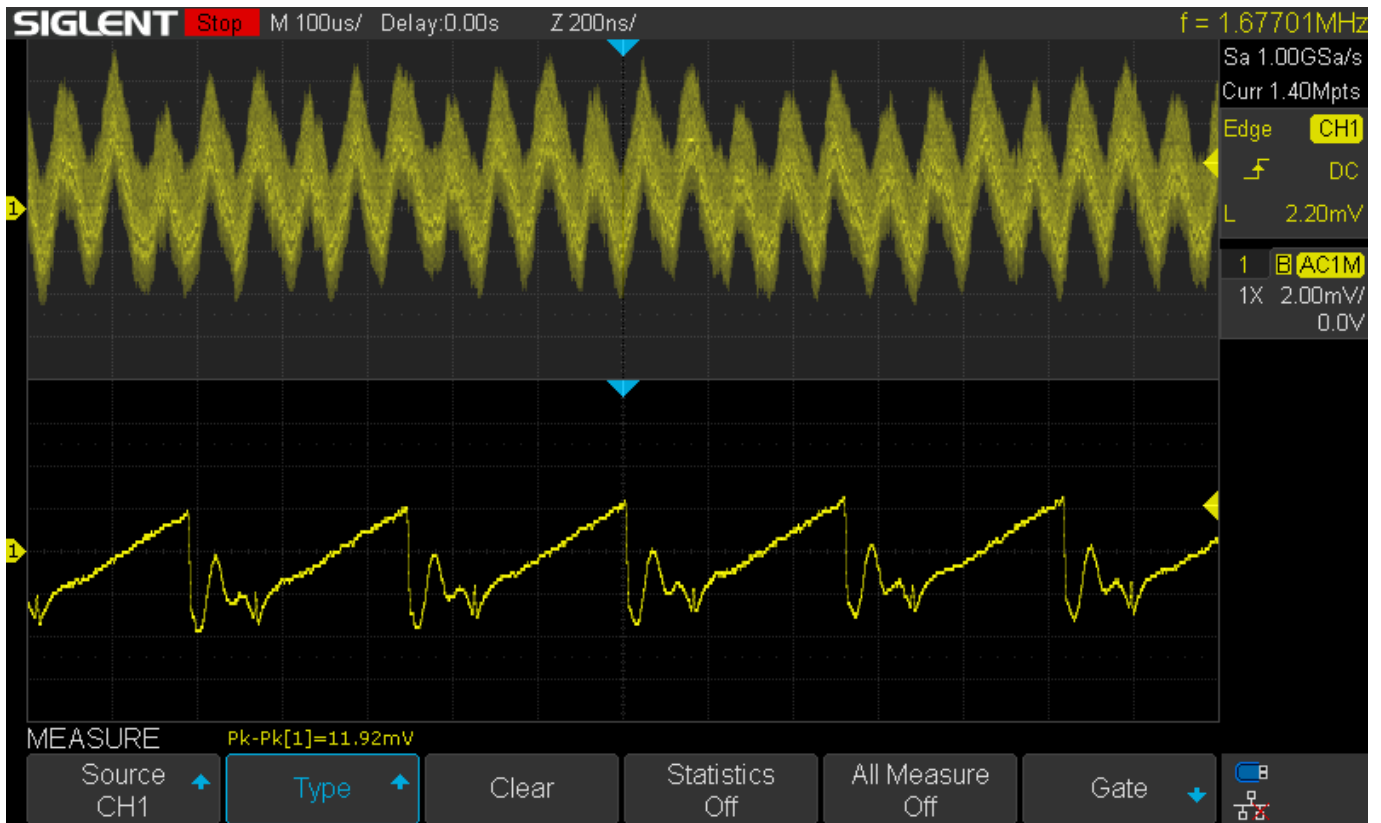 SIGLENT Stop M 100us/ Delay:0.00s Z 200ns/ f = 1.67701MHz
Sa 1.00GSa/s
Curr 1.40Mpts
Edge CH1
DC
L 2.20mV
1 B AC1M
1X 2.00mV/
0.0V
1
1
MEASURE Pk-Pk[1]=11.92mV
Source
CH1
Type
Clear
Statistics
Off
All Measure
Off
Gate